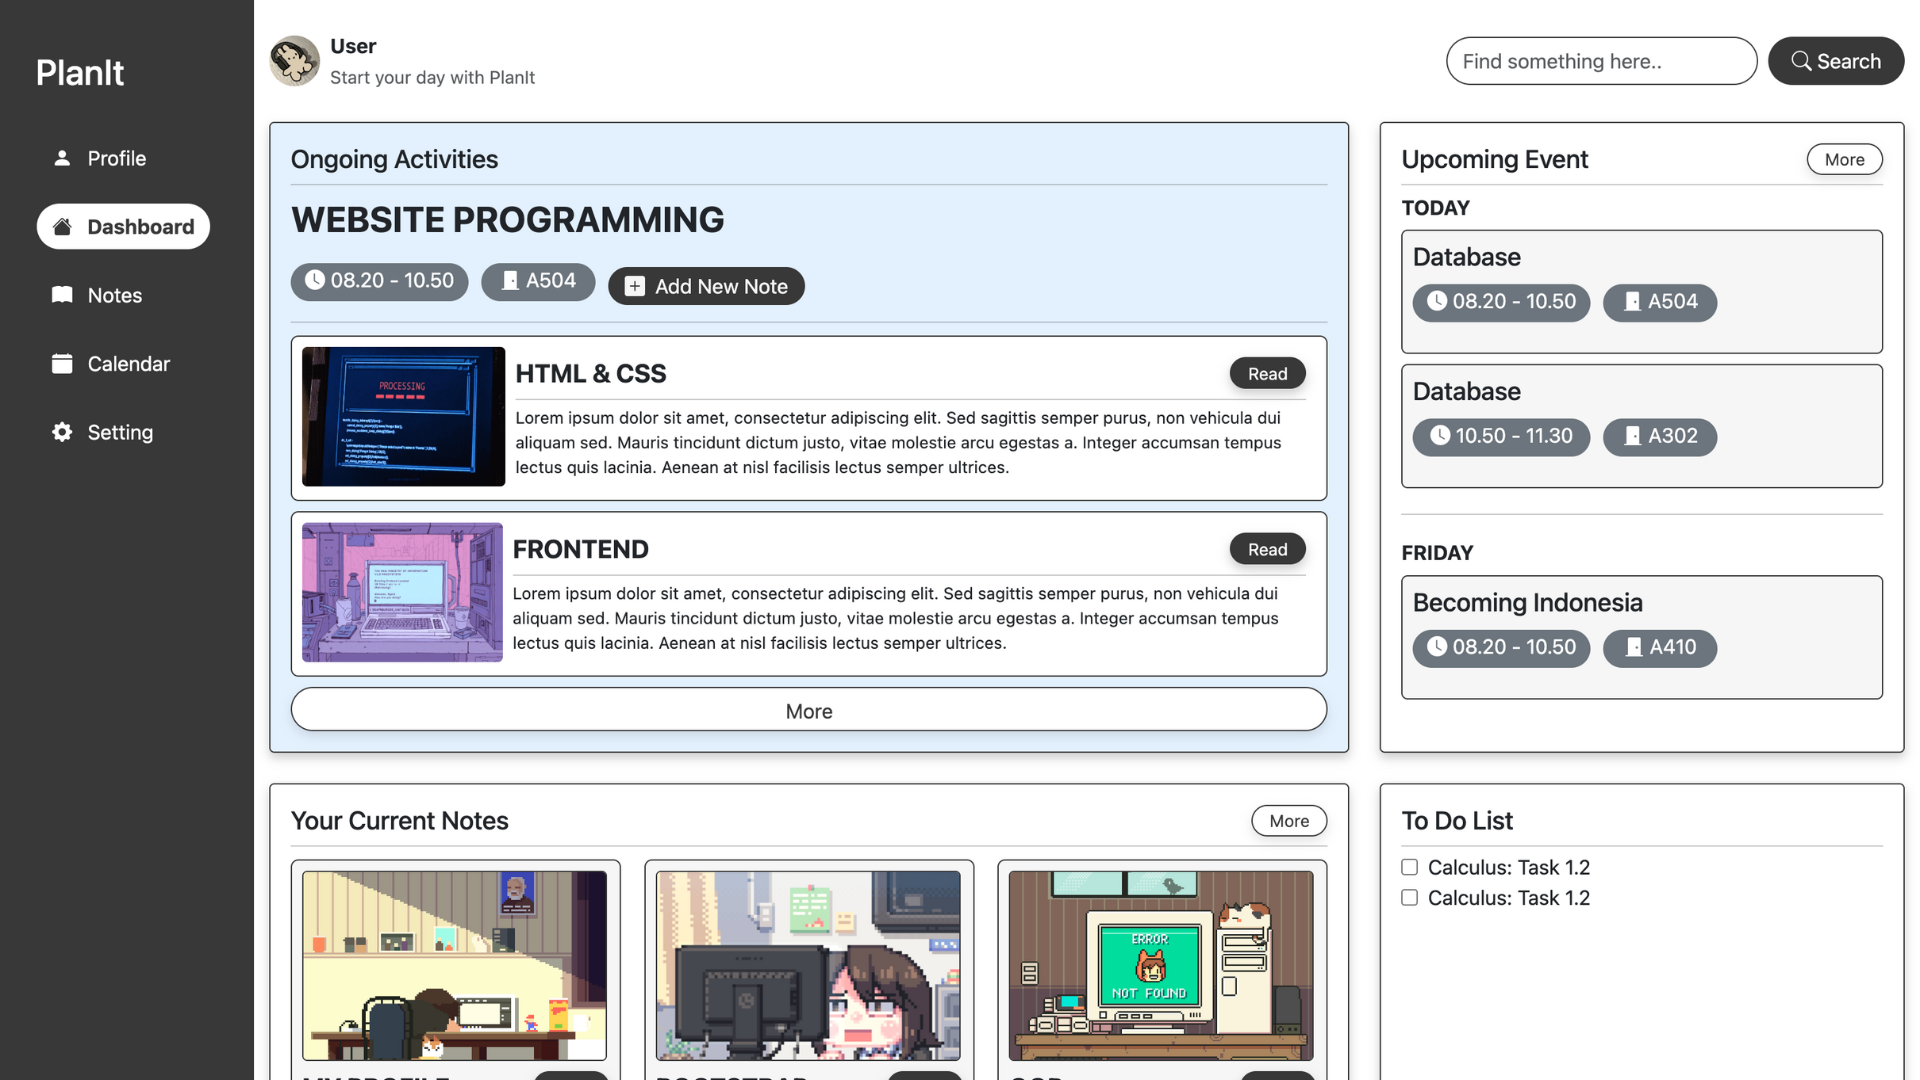 PlanIt
Profile
Dashboard
Notes
Calendar
Setting
User
Start your day with PlanIt
Find something here..
Search
Ongoing Activities
WEBSITE PROGRAMMING
08.20 - 10.50
A504
Add New Note
PROCESSING
HTML & CSS
Read
Lorem ipsum dolor sit amet, consectetur adipiscing elit. Sed sagittis semper purus, non vehicula dui
aliquam sed. Mauris tincidunt dictum justo, vitae molestie arcu egestas a. Integer accumsan tempus
lectus quis lacinia. Aenean at nisl facilisis lectus semper ultrices.
FRONTEND
Read
Lorem ipsum dolor sit amet, consectetur adipiscing elit. Sed sagittis semper purus, non vehicula dui
aliquam sed. Mauris tincidunt dictum justo, vitae molestie arcu egestas a. Integer accumsan tempus
lectus quis lacinia. Aenean at nisl facilisis lectus semper ultrices.
More
Upcoming Event
More
TODAY
Database
08.20 - 10.50
A504
Database
10.50 - 11.30
A302
FRIDAY
Becoming Indonesia
08.20 - 10.50
A410
Your Current Notes
More
ERROR
NOT FOUND
MY PROFILE
BOOTSTRAP
To Do List
Calculus: Task 1.2
Calculus: Task 1.2